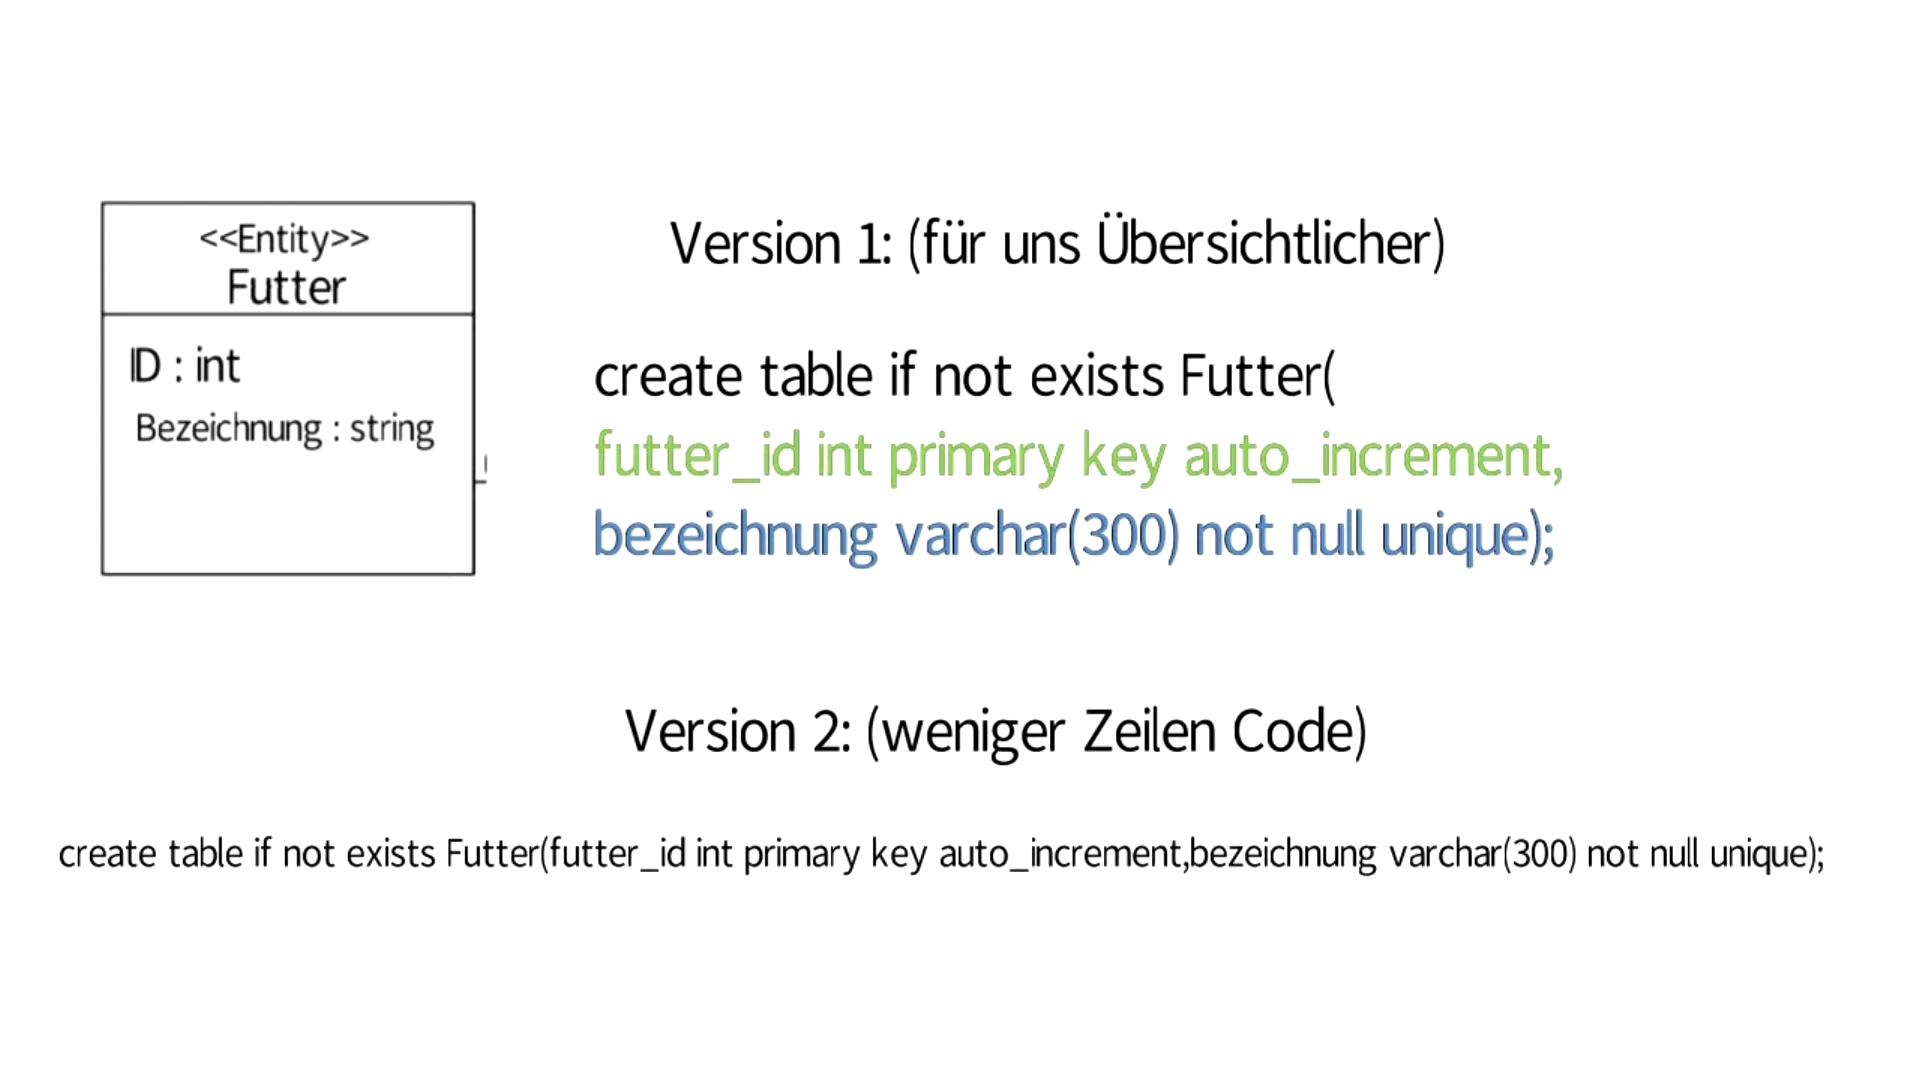 <<Entity>>
Futter
ID : int
Bezeichnung : string
Version 1: (für uns Übersichtlicher)
create table if not exists Futter(
futter_id int primary key auto_increment,
bezeichnung varchar(300) not null unique);
Version 2: (weniger Zeilen Code)
create table if not exists Futter(futter_id int primary key auto_increment,bezeichnung varchar(300) not null unique);